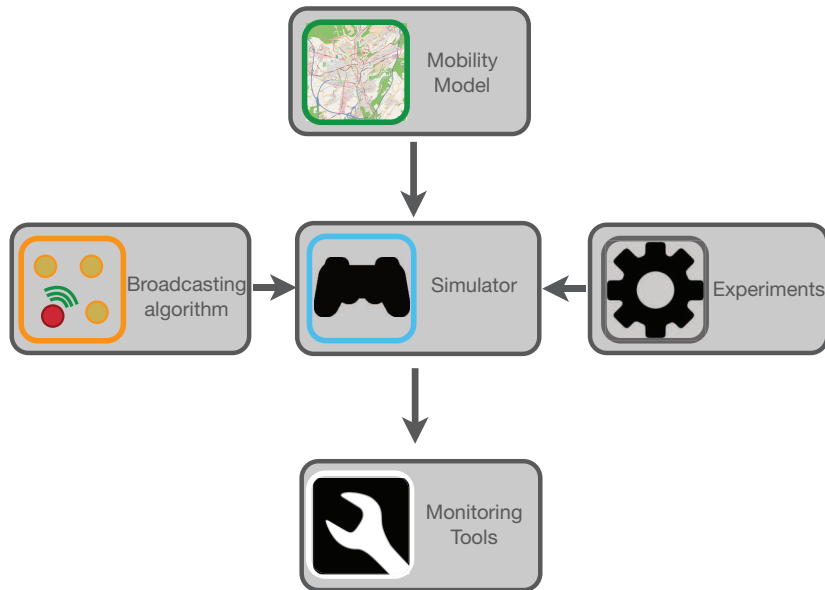 Mobility
Model
Broadcasting
algorithm
Simulator
Experiments
Monitoring
Tools